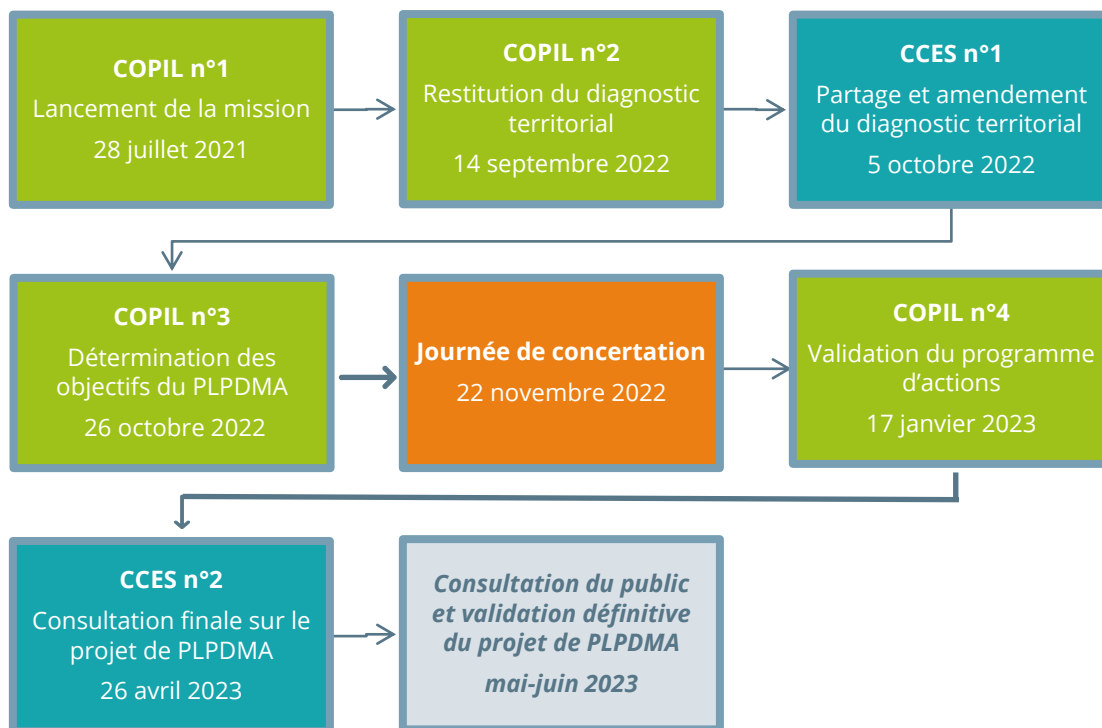 COPIL n°1
Lancement de la mission
28 juillet 2021
COPIL n°2
Restitution du diagnostic
territorial
14 septembre 2022
CCES n°1
Partage et amendement
du diagnostic territorial
5 octobre 2022
COPIL n°3
Détermination des
objectifs du PLPDMA
26 octobre 2022
Journée de concertation
22 novembre 2022
COPIL n°4
Validation du programme
d’actions
17 janvier 2023
CCES n°2
Consultation finale sur le
projet de PLPDMA
26 avril 2023
Consultation du public
et validation définitive
du projet de PLPDMA
mai-juin 2023